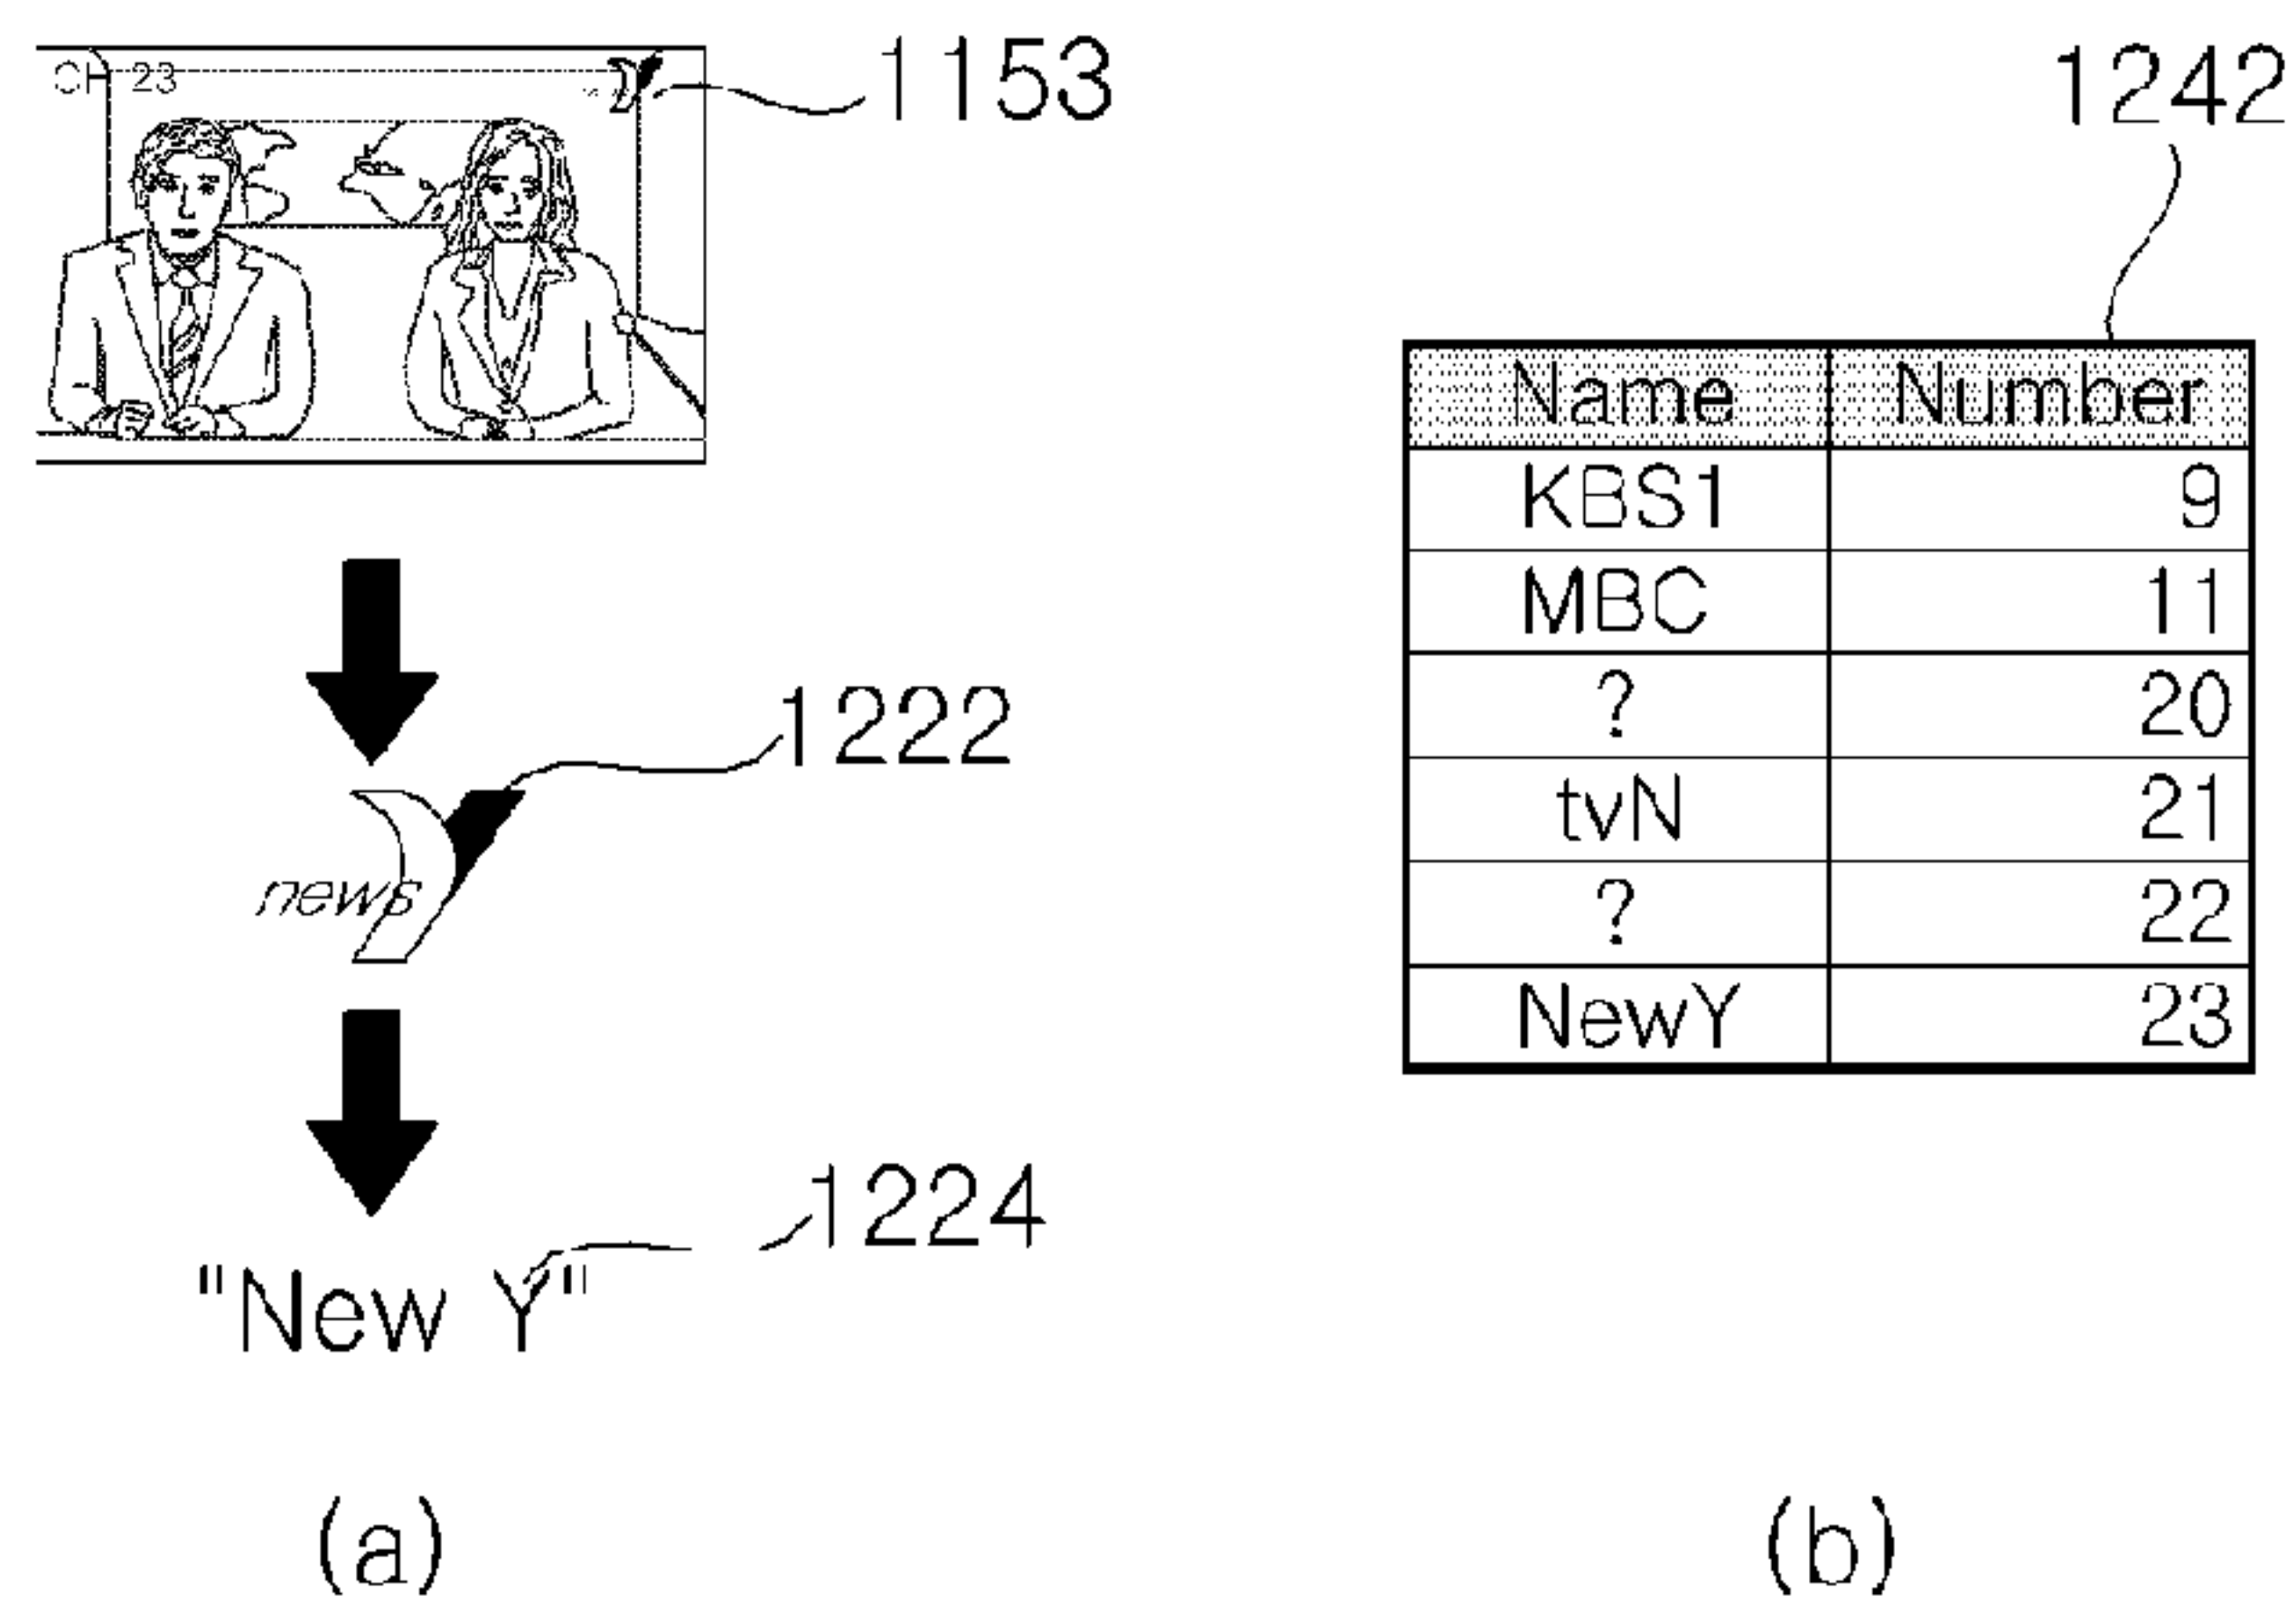 CH 23
1153
1222
news
1224
"New Y"
(a)
1242
Name Number
KBS1 9
MBC 11
? 20
tvN 21
? 22
NewY 23
(b)